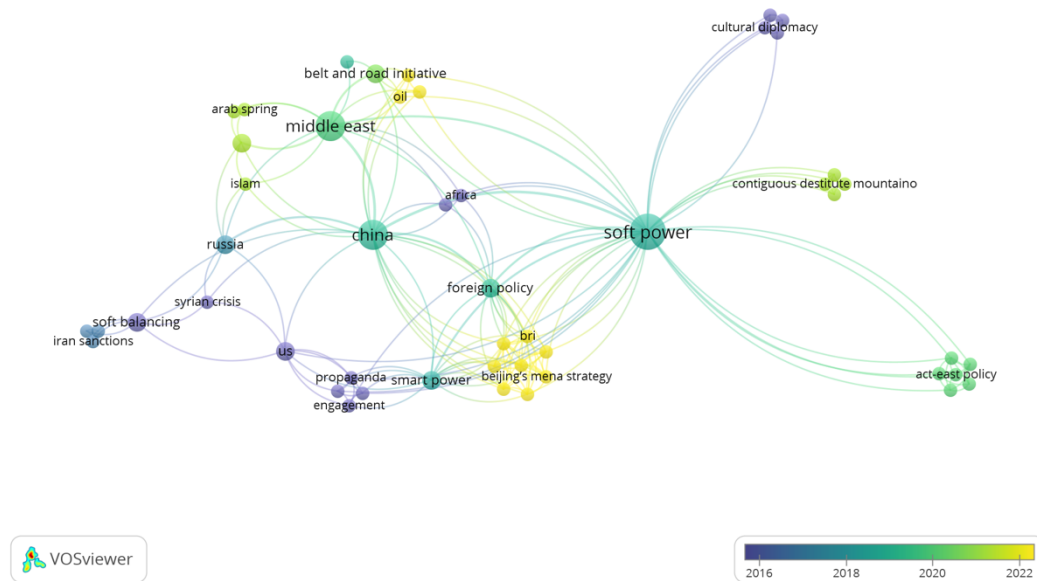 cultural diplomacy
belt and road initiative
oil
arab spring
middle east
islam
contiguous destitute mountaino
africa
soft power
china
russia
foreign policy
syrian crisis
soft balancing
iran sanctions
bri
us
propaganda
smart power
beijing's mena strategy
act-east policy
engagement
VOSviewer
2016
2018
2020
2022